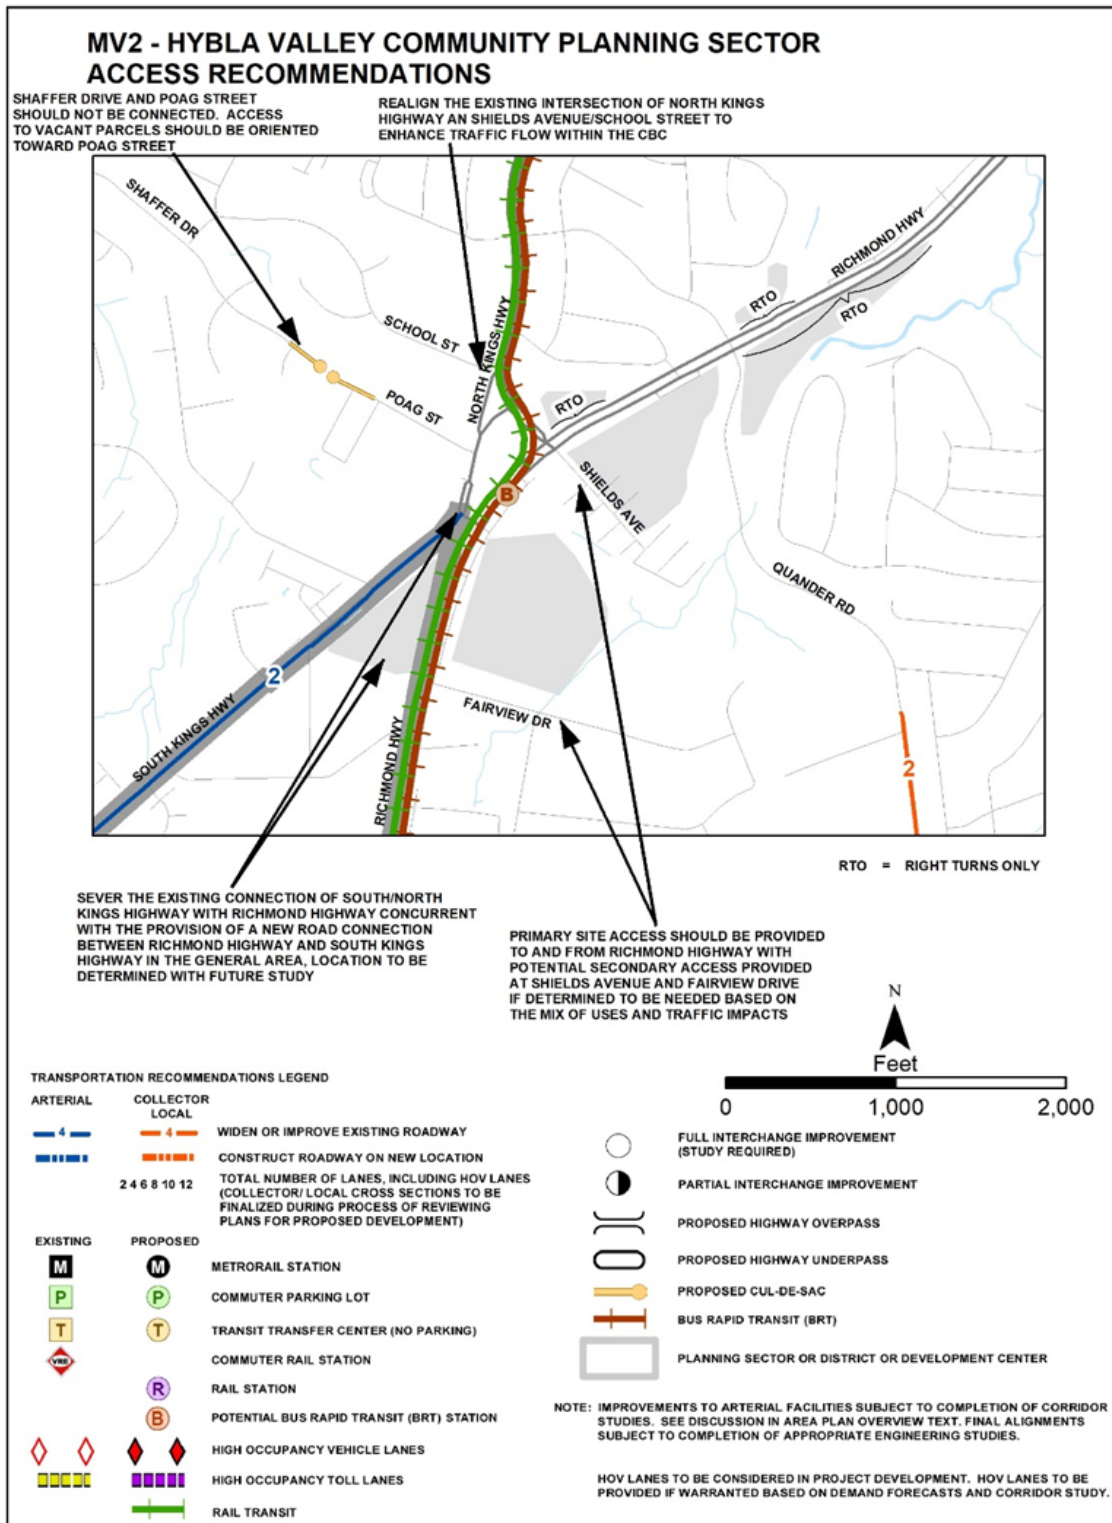 MV2 - HYBLA VALLEY COMMUNITY PLANNING SECTOR
ACCESS RECOMMENDATIONS
SHAFFER DRIVE AND POAG STREET
SHOULD NOT BE CONNECTED. ACCESS
TO VACANT PARCELS SHOULD BE ORIENTED
TOWARD POAG STREET
REALIGN THE EXISTING INTERSECTION OF NORTH KINGS
HIGHWAY AN SHIELDS AVENUE/SCHOOL STREET TO
ENHANCE TRAFFIC FLOW WITHIN THE CBC
SHAFFER DR
RICHMOND HWY
RTO
RTO
SCHOOL ST
NORTH KINGS HWY
POAG ST
RTO
B
SHIELDS AVE
QUANDER RD
2
SOUTH KINGS HWY
FAIRVIEW DR
RICHMOND HWY
2
RTO = RIGHT TURNS ONLY
SEVER THE EXISTING CONNECTION OF SOUTH/NORTH
KINGS HIGHWAY WITH RICHMOND HIGHWAY CONCURRENT
WITH THE PROVISION OF A NEW ROAD CONNECTION
BETWEEN RICHMOND HIGHWAY AND SOUTH KINGS
HIGHWAY IN THE GENERAL AREA, LOCATION TO BE
DETERMINED WITH FUTURE STUDY
PRIMARY SITE ACCESS SHOULD BE PROVIDED
TO AND FROM RICHMOND HIGHWAY WITH
POTENTIAL SECONDARY ACCESS PROVIDED
AT SHIELDS AVENUE AND FAIRVIEW DRIVE
IF DETERMINED TO BE NEEDED BASED ON
THE MIX OF USES AND TRAFFIC IMPACTS
N
Feet
0 1,000 2,000
TRANSPORTATION RECOMMENDATIONS LEGEND
ARTERIAL COLLECTOR
LOCAL
4 4 WIDEN OR IMPROVE EXISTING ROADWAY
CONSTRUCT ROADWAY ON NEW LOCATION
2 4 6 8 10 12 TOTAL NUMBER OF LANES, INCLUDING HOV LANES
(COLLECTOR/ LOCAL CROSS SECTIONS TO BE
FINALIZED DURING PROCESS OF REVIEWING
PLANS FOR PROPOSED DEVELOPMENT)
EXISTING PROPOSED
M M METRORAIL STATION
P P COMMUTER PARKING LOT
T T TRANSIT TRANSFER CENTER (NO PARKING)
VRE COMMUTER RAIL STATION
R RAIL STATION
B POTENTIAL BUS RAPID TRANSIT (BRT) STATION
HIGH OCCUPANCY VEHICLE LANES
HIGH OCCUPANCY TOLL LANES
RAIL TRANSIT
FULL INTERCHANGE IMPROVEMENT
(STUDY REQUIRED)
PARTIAL INTERCHANGE IMPROVEMENT
PROPOSED HIGHWAY OVERPASS
PROPOSED HIGHWAY UNDERPASS
PROPOSED CUL-DE-SAC
BUS RAPID TRANSIT (BRT)
PLANNING SECTOR OR DISTRICT OR DEVELOPMENT CENTER
NOTE: IMPROVEMENTS TO ARTERIAL FACILITIES SUBJECT TO COMPLETION OF CORRIDOR
STUDIES. SEE DISCUSSION IN AREA PLAN OVERVIEW TEXT. FINAL ALIGNMENTS
SUBJECT TO COMPLETION OF APPROPRIATE ENGINEERING STUDIES.
HOV LANES TO BE CONSIDERED IN PROJECT DEVELOPMENT. HOV LANES TO BE
PROVIDED IF WARRANTED BASED ON DEMAND FORECASTS AND CORRIDOR STUDY.